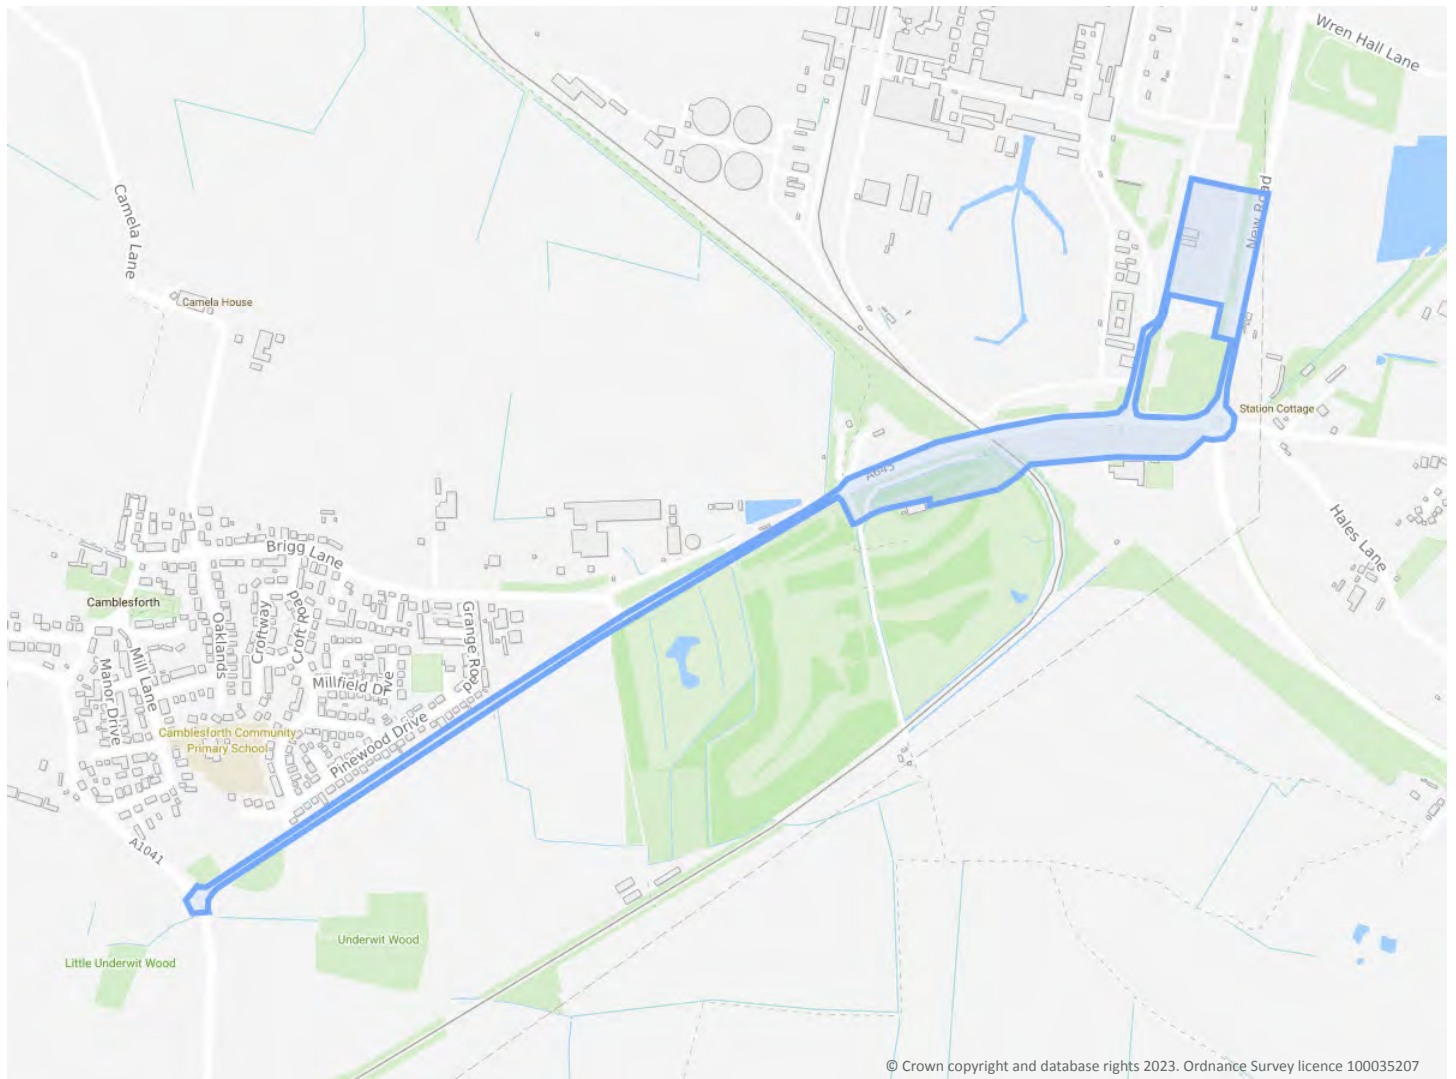 Wren Hall Lane
New Road
Camela Lane
Camela House
Station Cottage
A645
Hales Lane
Brigg Lane
Camblesforth
Oaklands
Croftway
Croft Road
Grange Road
Mill Lane
Manor Drive
Millfield Drive
Camblesforth Community
Primary School
Pinewood Drive
A1041
Underwit Wood
Little Underwit Wood
© Crown copyright and database rights 2023. Ordnance Survey licence 100035207